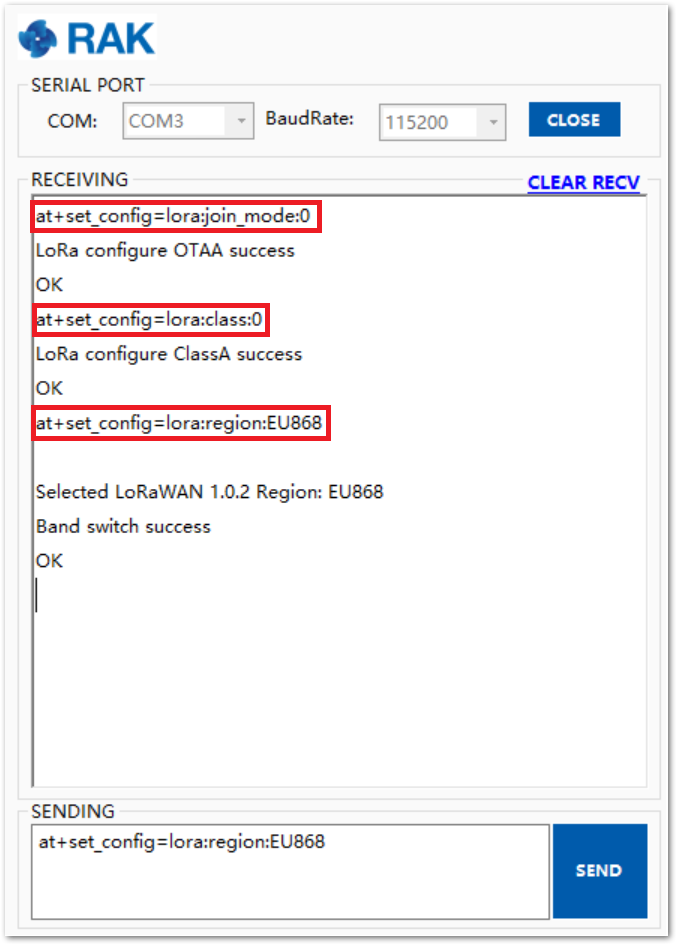 RAK
SERIAL PORT
COM: COM3 BaudRate: 115200 CLOSE
RECEIVING CLEAR RECV
at+set_config=lora:join_mode:0
LoRa configure OTAA success
OK
at+set_config=lora:class:0
LoRa configure ClassA success
OK
at+set_config=lora:region:EU868
Selected LoRaWAN 1.0.2 Region: EU868
Band switch success
OK
SENDING
at+set_config=lora:region:EU868
SEND